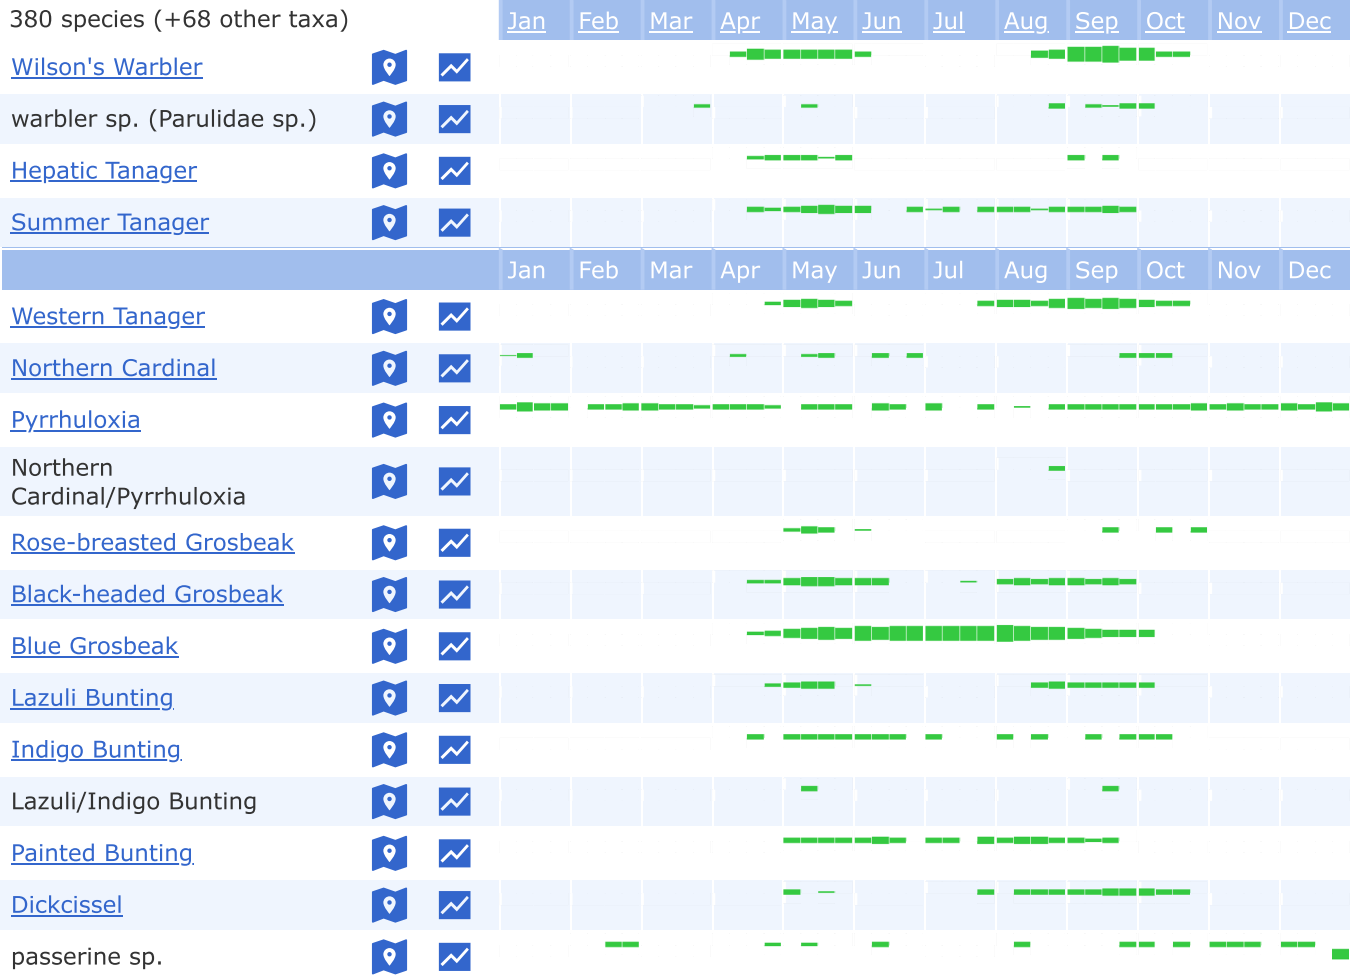 380 species (+68 other taxa) Jan Feb Mar Apr May Jun Jul Aug Sep Oct Nov Dec
Wilson's Warbler
warbler sp. (Parulidae sp.)
Hepatic Tanager
Summer Tanager
Jan Feb Mar Apr May Jun Jul Aug Sep Oct Nov Dec
Western Tanager
Northern Cardinal
Pyrrhuloxia
Northern
Cardinal/Pyrrhuloxia
Rose-breasted Grosbeak
Black-headed Grosbeak
Blue Grosbeak
Lazuli Bunting
Indigo Bunting
Lazuli/Indigo Bunting
Painted Bunting
Dickcissel
passerine sp.